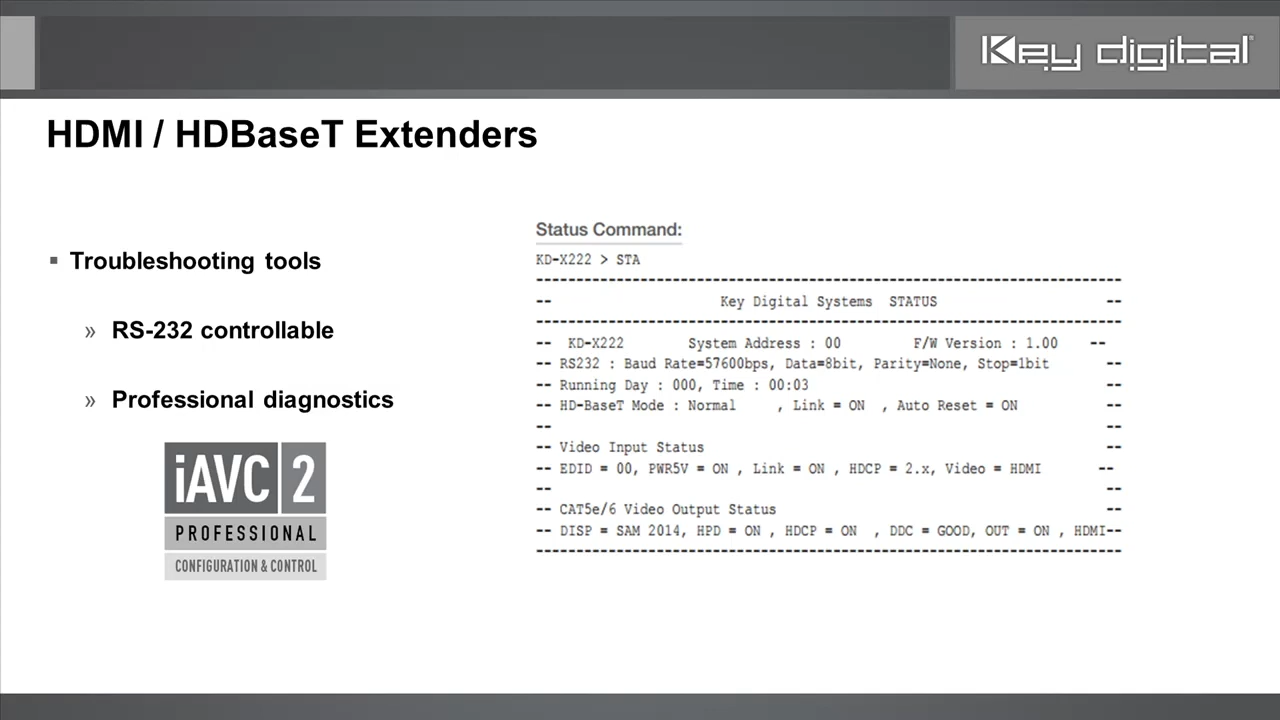 Key digital
HDMI / HDBaseT Extenders
▪ Troubleshooting tools
» RS-232 controllable
» Professional diagnostics
iAVC 2
PROFESSIONAL
CONFIGURATION & CONTROL
Status Command:
KD-X222 > STA
--------------------------------------------------------------------------
-- Key Digital Systems STATUS --
--------------------------------------------------------------------------
-- KD-X222 System Address : 00 F/W Version : 1.00 --
-- RS232 : Baud Rate=57600bps, Data=8bit, Parity=None, Stop=1bit --
-- Running Day : 000, Time : 00:03 --
-- HD-BaseT Mode : Normal , Link = ON , Auto Reset = ON --
-- --
-- Video Input Status --
-- EDID = 00, PWR5V = ON , Link = ON , HDCP = 2.x, Video = HDMI --
-- --
-- CAT5e/6 Video Output Status --
-- DISP = SAM 2014, HPD = ON , HDCP = ON , DDC = GOOD, OUT = ON , HDMI--
--------------------------------------------------------------------------